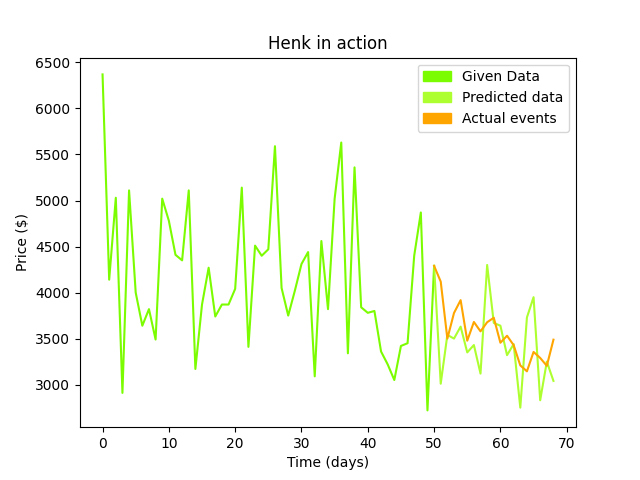 Henk in action
Given Data
Predicted data
Actual events
Price ($)
6500
6000
5500
5000
4500
4000
3500
3000
0 10 20 30 40 50 60 70
Time (days)